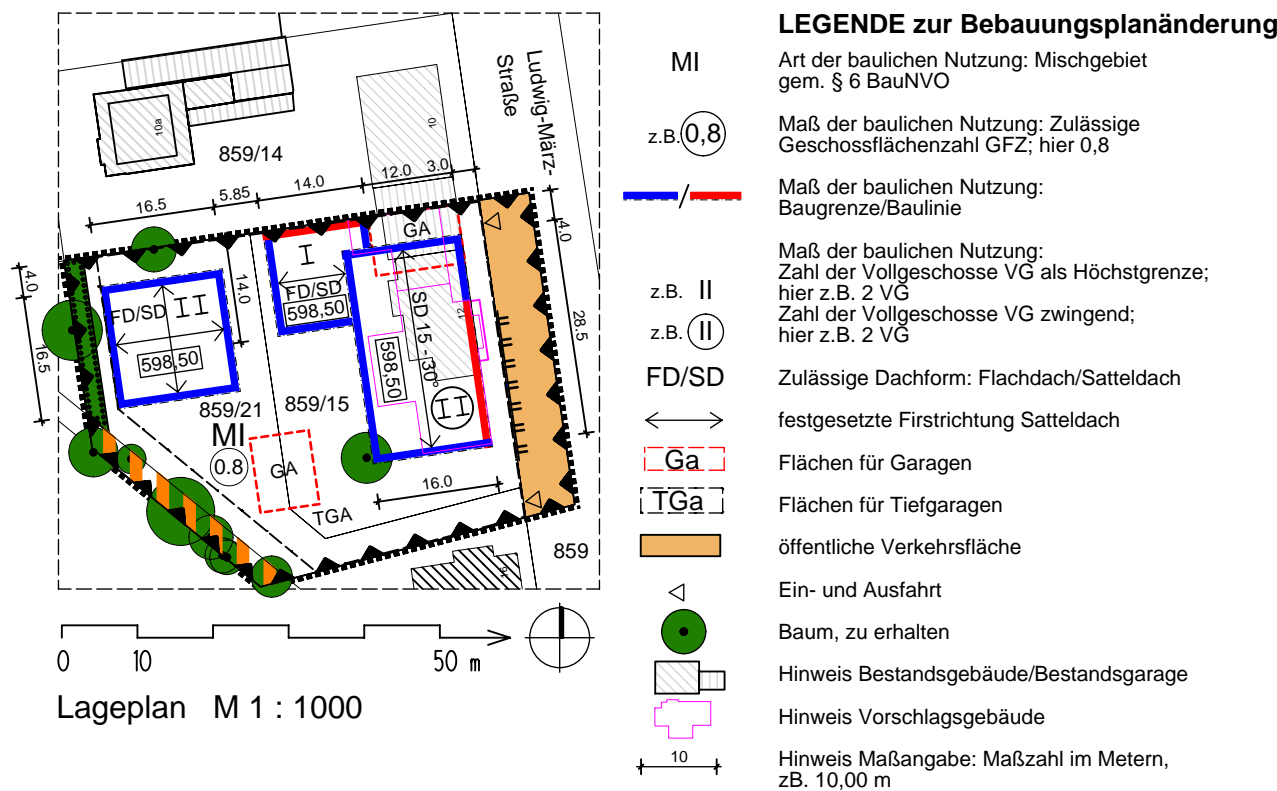 Ludwig-März-
Straße
10a
10
859/14
16.5
5.85
14.0
12.0
3.0
4.0
GA
I
FD/SD
598,50
4.0
16.5
FD/SD II
598,50
14.0
SD 15 - 30°
598,50
12
II
28.5
859/21
859/15
MI
0.8
GA
TGA
16.0
859
16
0
10
50 m
Lageplan M 1 : 1000
LEGENDE zur Bebauungsplanänderung
MI
Art der baulichen Nutzung: Mischgebiet
gem. § 6 BauNVO
z.B. 0,8
Maß der baulichen Nutzung: Zulässige
Geschossflächenzahl GFZ; hier 0,8
/
Maß der baulichen Nutzung:
Baugrenze/Baulinie
Maß der baulichen Nutzung:
z.B. II
Zahl der Vollgeschosse VG als Höchstgrenze;
hier z.B. 2 VG
z.B. II
Zahl der Vollgeschosse VG zwingend;
hier z.B. 2 VG
FD/SD
Zulässige Dachform: Flachdach/Satteldach
festgesetzte Firstrichtung Satteldach
Ga
Flächen für Garagen
TGa
Flächen für Tiefgaragen
öffentliche Verkehrsfläche
Ein- und Ausfahrt
Baum, zu erhalten
Hinweis Bestandsgebäude/Bestandsgarage
Hinweis Vorschlagsgebäude
10
Hinweis Maßangabe: Maßzahl im Metern,
zB. 10,00 m